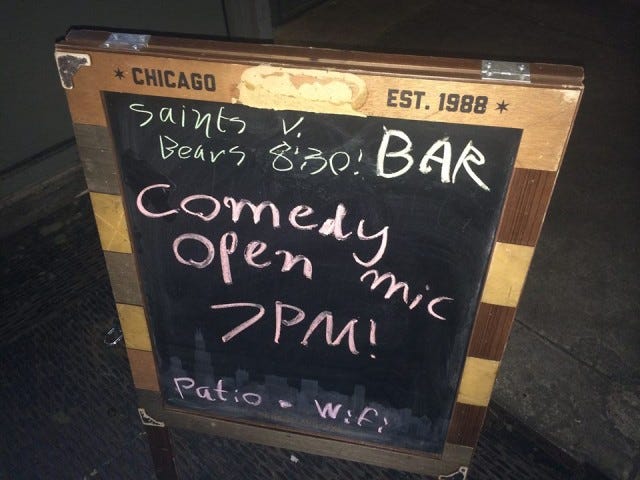 CHICAGO EST. 1988
Saints v.
Bears 8:30! BAR
Comedy
Open mic
7PM!
Patio - Wifi